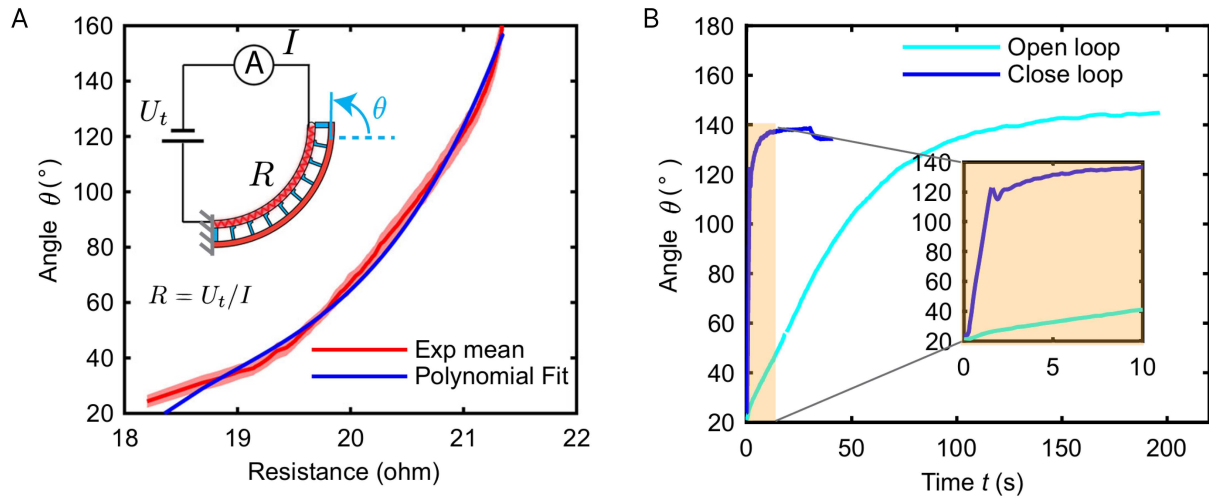 A
B
Angle θ(°)
160
140
120
100
80
60
40
20
18
19
20
21
22
Resistance (ohm)
I
A
U_t
θ
R
R = U_t/I
Exp mean
Polynomial Fit
Angle θ(°)
180
160
140
120
100
80
60
40
20
0
50
100
150
200
Time t (s)
Open loop
Close loop
140
120
100
80
60
40
20
0
5
10